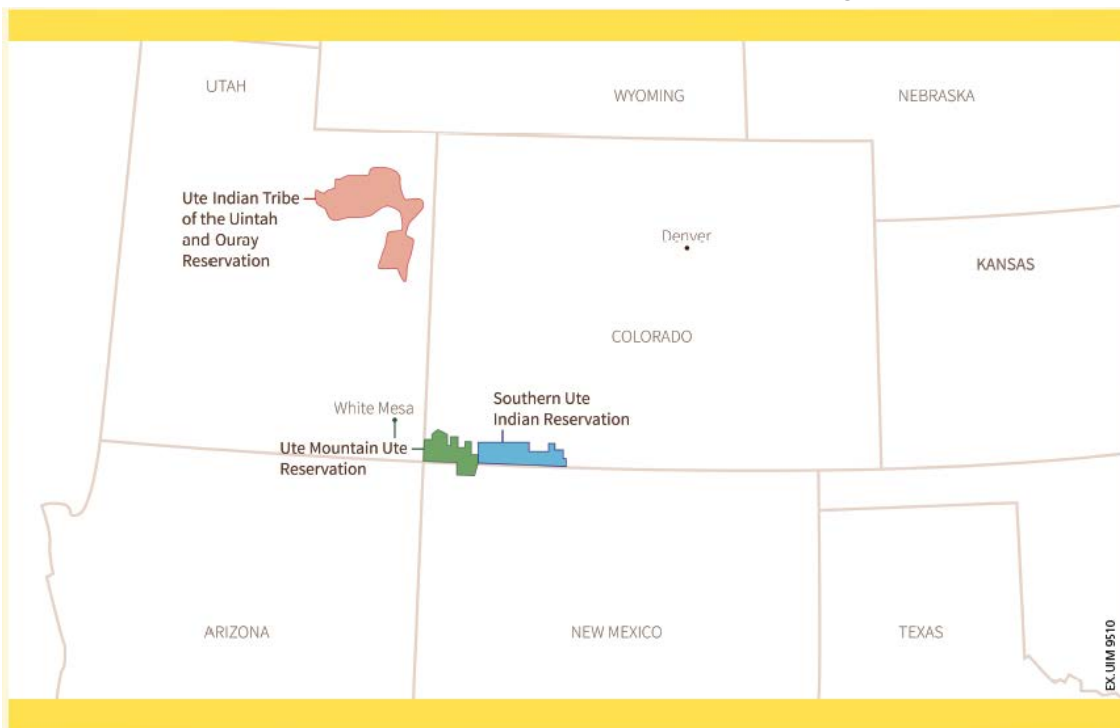 UTAH
WYOMING
NEBRASKA
Ute Indian Tribe
of the Uintah
and Ouray
Reservation
Denver
KANSAS
COLORADO
Southern Ute
Indian Reservation
White Mesa
Ute Mountain Ute
Reservation
ARIZONA
NEW MEXICO
TEXAS
EX.UIM 9510